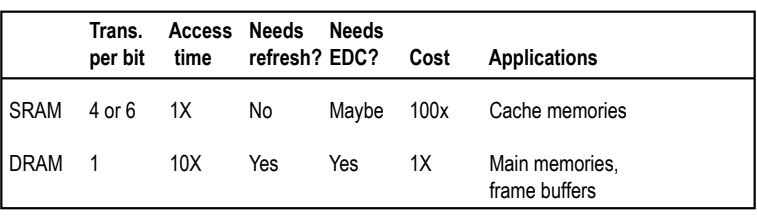 Trans. Access Needs Needs
per bit time refresh? EDC? Cost Applications
SRAM 4 or 6 1X No Maybe 100x Cache memories
DRAM 1 10X Yes Yes 1X Main memories,
frame buffers